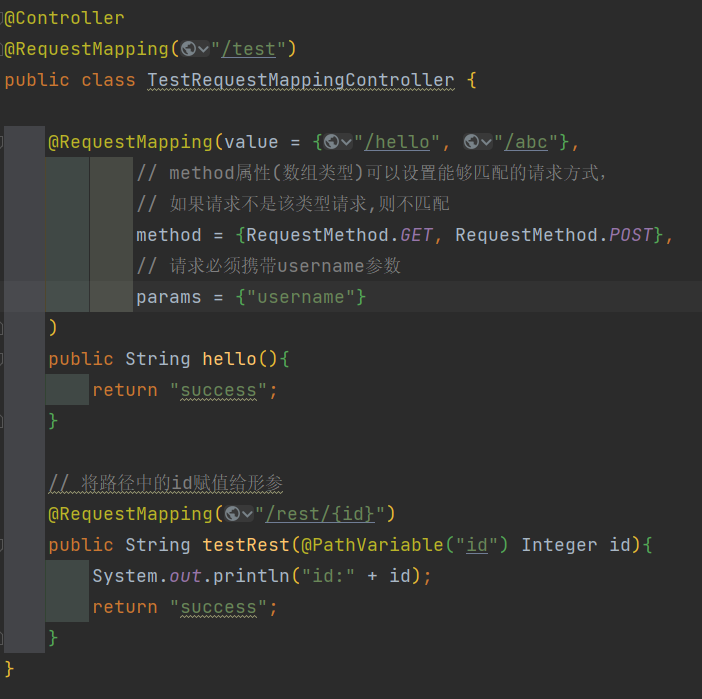 @Controller
@RequestMapping("/test")
public class TestRequestMappingController {
@RequestMapping(value = {"/hello", "/abc"},
// method属性(数组类型)可以设置能够匹配的请求方式,
// 如果请求不是该类型请求,则不匹配
method = {RequestMethod.GET, RequestMethod.POST},
// 请求必须携带username参数
params = {"username"}
)
public String hello(){
return "success";
}
// 将路径中的id赋值给形参
@RequestMapping("/rest/{id}")
public String testRest(@PathVariable("id") Integer id){
System.out.println("id:" + id);
return "success";
}
}